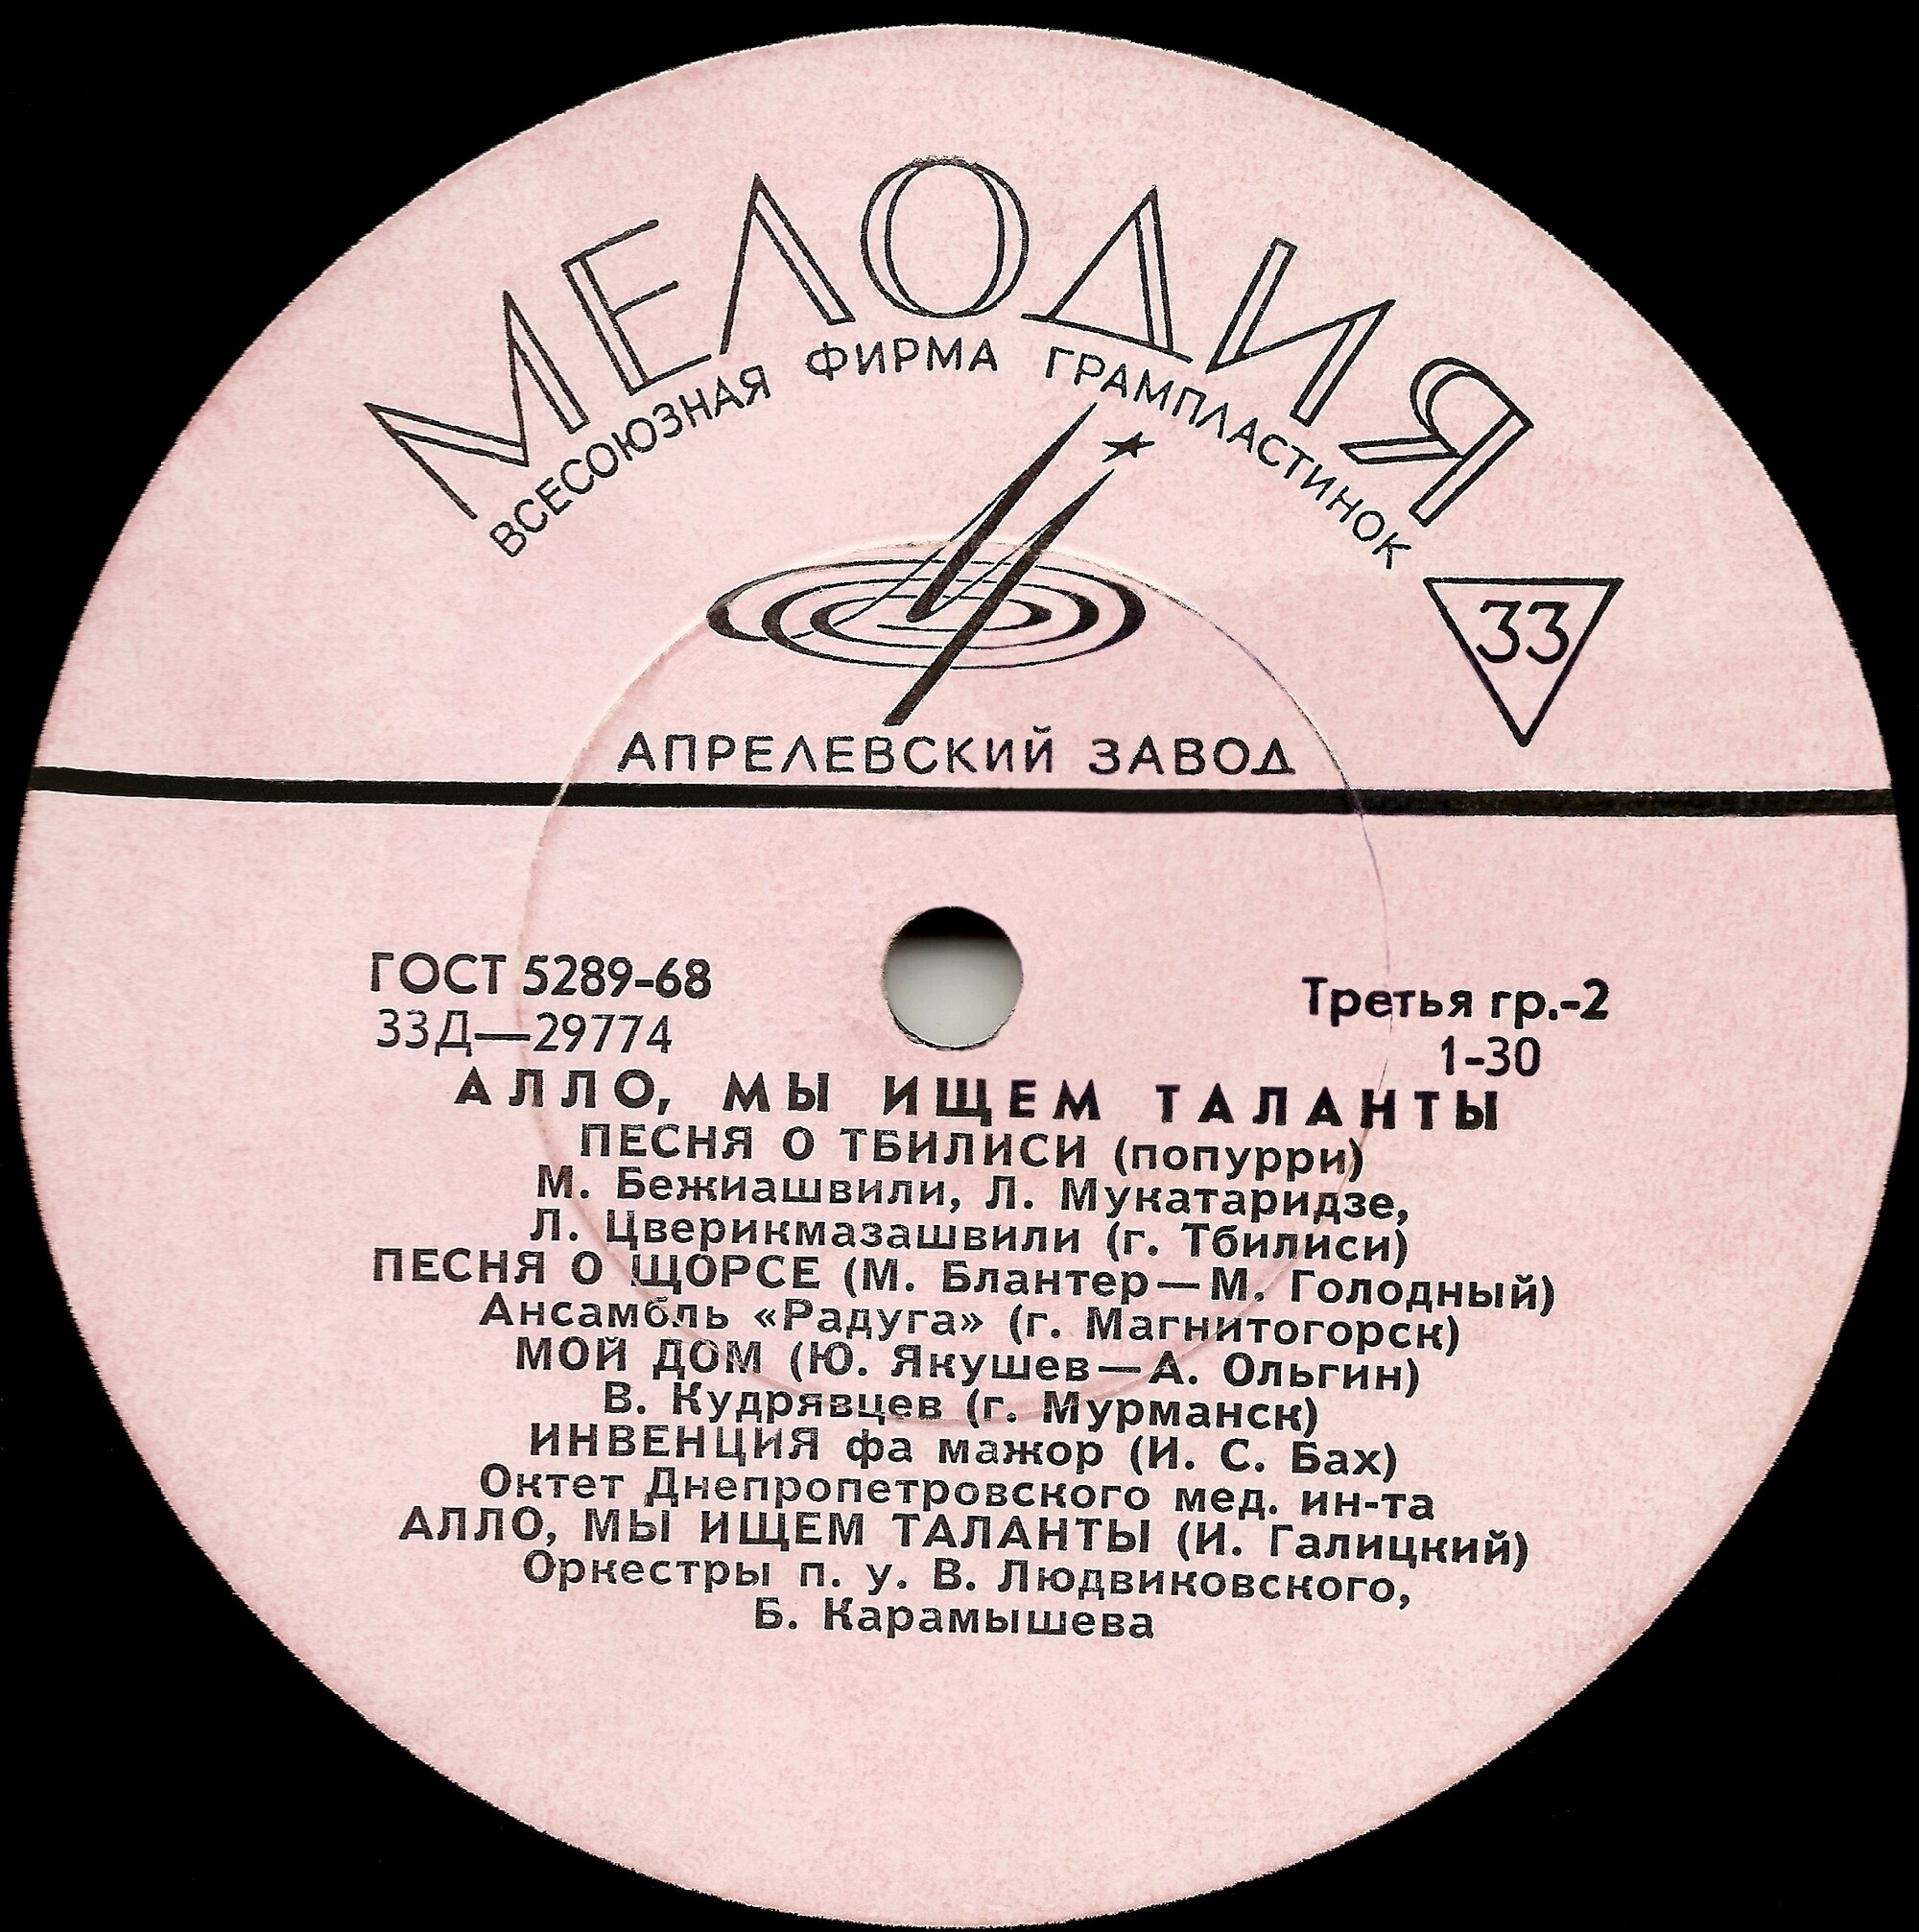 МЕЛОДИЯ
ВСЕСОЮЗНАЯ ФИРМА ГРАМПЛАСТИНОК
33
АПРЕЛЕВСКИЙ ЗАВОД
ГОСТ 5289-68
Третья гр.-2
33Д—29774
1-30
АЛЛО, МЫ ИЩЕМ ТАЛАНТЫ
ПЕСНЯ О ТБИЛИСИ (попурри)
М. Бежиашвили, Л. Мукатаридзе,
Л. Цверикмазашвили (г. Тбилиси)
ПЕСНЯ О ЩОРСЕ (М. Блантер—М. Голодный)
Ансамбль «Радуга» (г. Магнитогорск)
МОЙ ДОМ (Ю. Якушев—А. Ольгин)
В. Кудрявцев (г. Мурманск)
ИНВЕНЦИЯ фа мажор (И. С. Бах)
Октет Днепропетровского мед. ин-та
АЛЛО, МЫ ИЩЕМ ТАЛАНТЫ (И. Галицкий)
Оркестры п. у. В. Людвиковского,
Б. Карамышева